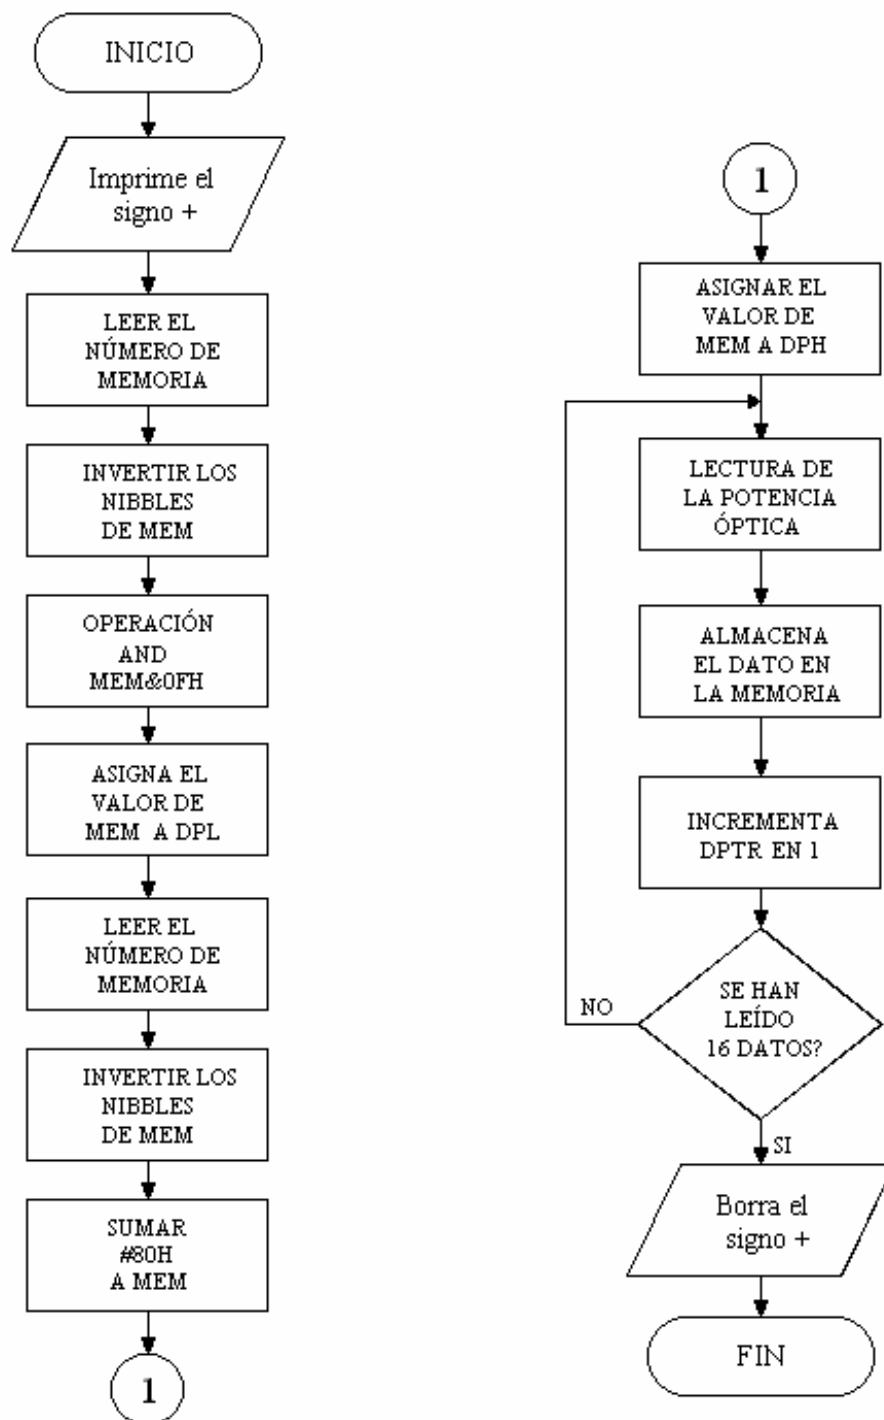 INICIO
Imprime el
signo +
LEER EL
NÚMERO DE
MEMORIA
INVERTIR LOS
NIBBLES
DE MEM
OPERACIÓN
AND
MEM&0FH
ASIGNA EL
VALOR DE
MEM A DPL
LEER EL
NÚMERO DE
MEMORIA
INVERTIR LOS
NIBBLES
DE MEM
SUMAR
#80H
A MEM
1
1
ASIGNAR EL
VALOR DE
MEM A DPH
LECTURA DE
LA POTENCIA
ÓPTICA
ALMACENA
EL DATO EN
LA MEMORIA
INCREMENTA
DPTR EN 1
SE HAN
LEÍDO
16 DATOS?
NO
SI
Borra el
signo +
FIN